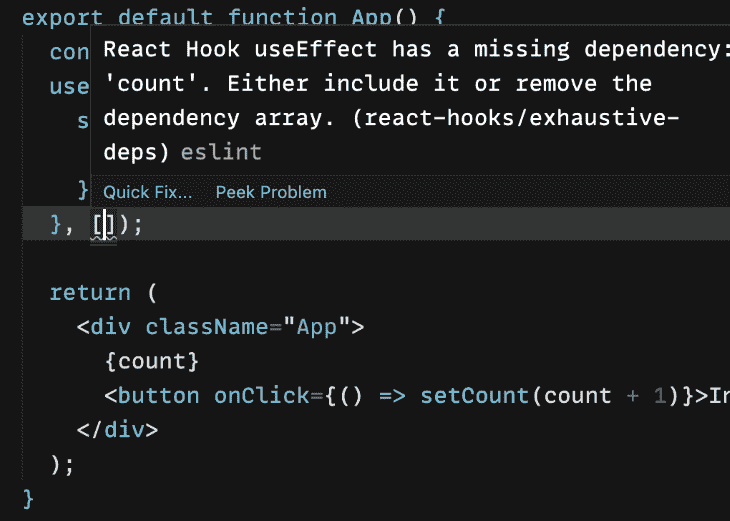 export default function App() {
con
React Hook useEffect has a missing dependency:
use
'count'. Either include it or remove the
s
dependency array. (react-hooks/exhaustive-
deps) eslint
}
Quick Fix... Peek Problem
}, []);
return (
<div className="App">
{count}
<button onClick={() => setCount(count + 1)}>In
</div>
);
}